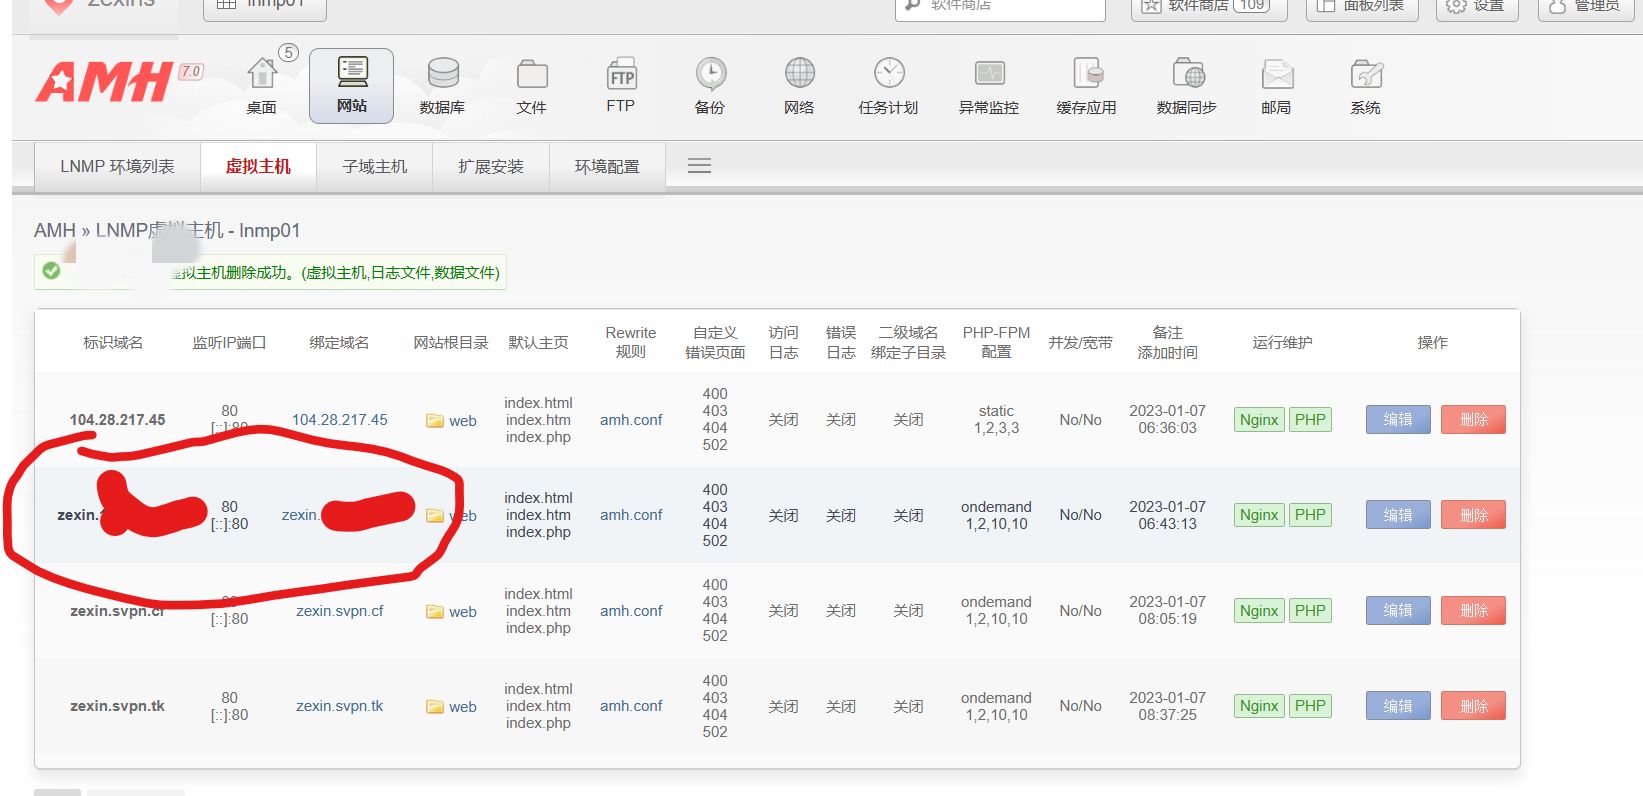 zexins
lnmp01
软件商店
软件商店 109
面板列表
设置
管理员
AMH 7.0
桌面 5
网站
数据库
文件
FTP
备份
网络
任务计划
异常监控
缓存应用
数据同步
邮局
系统
LNMP 环境列表
虚拟主机
子域主机
扩展安装
环境配置
AMH » LNMP虚拟主机 - lnmp01
虚拟主机删除成功。(虚拟主机,日志文件,数据文件)
标识域名
监听IP端口
绑定域名
网站根目录
默认主页
Rewrite
规则
自定义
错误页面
访问
日志
错误
日志
二级域名
绑定子目录
PHP-FPM
配置
并发/宽带
备注
添加时间
运行维护
操作
104.28.217.45
80
[::]:80
104.28.217.45
web
index.html
index.htm
index.php
amh.conf
400
403
404
502
关闭
关闭
关闭
static
1,2,3,3
No/No
2023-01-07
06:36:03
Nginx
PHP
编辑
删除
zexin.
80
[::]:80
zexin.
web
index.html
index.htm
index.php
amh.conf
400
403
404
502
关闭
关闭
关闭
ondemand
1,2,10,10
No/No
2023-01-07
06:43:13
Nginx
PHP
编辑
删除
zexin.svpn.cf
80
[::]:80
zexin.svpn.cf
web
index.html
index.htm
index.php
amh.conf
400
403
404
502
关闭
关闭
关闭
ondemand
1,2,10,10
No/No
2023-01-07
08:05:19
Nginx
PHP
编辑
删除
zexin.svpn.tk
80
[::]:80
zexin.svpn.tk
web
index.html
index.htm
index.php
amh.conf
400
403
404
502
关闭
关闭
关闭
ondemand
1,2,10,10
No/No
2023-01-07
08:37:25
Nginx
PHP
编辑
删除